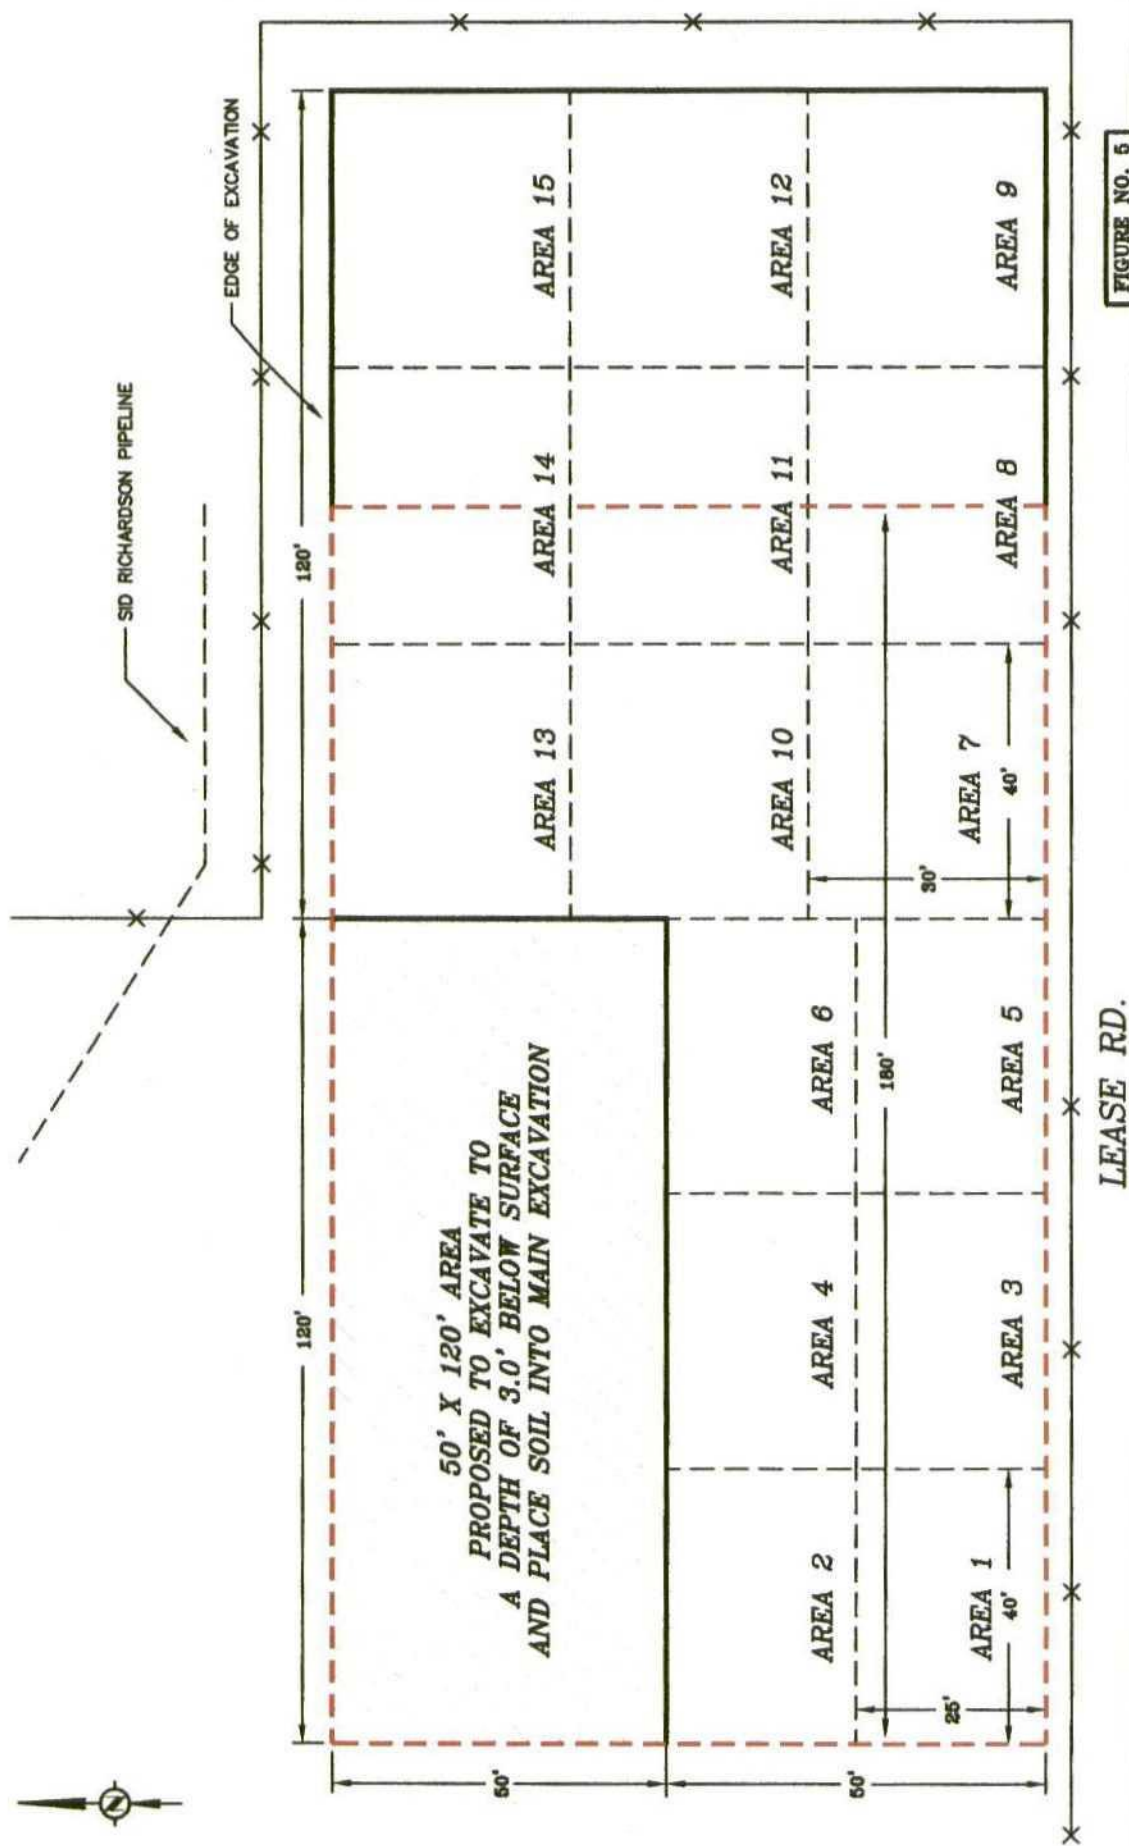 SID RICHARDSON PIPELINE
EDGE OF EXCAVATION
120'
120'
50'
50'
50' X 120' AREA
PROPOSED TO EXCAVATE TO
A DEPTH OF 3.0' BELOW SURFACE
AND PLACE SOIL INTO MAIN EXCAVATION
AREA 13
AREA 14
AREA 15
AREA 10
AREA 11
AREA 12
AREA 2
AREA 4
AREA 6
30'
180'
25'
AREA 1
40'
AREA 3
AREA 5
AREA 7
40'
AREA 8
AREA 9
LEASE RD.
FIGURE NO. 5
N